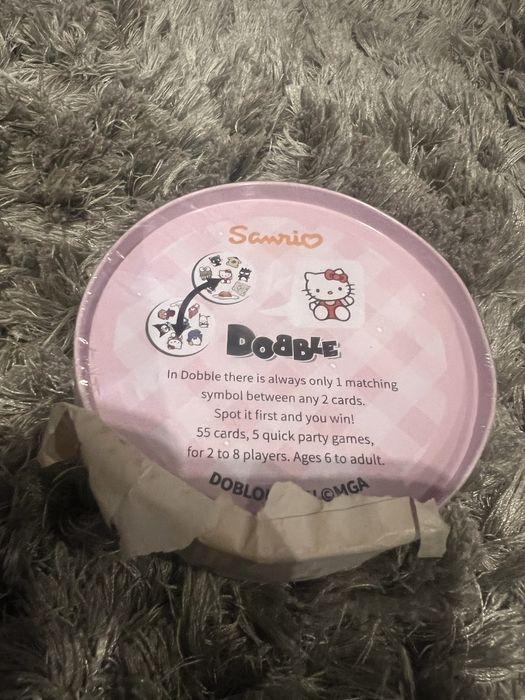 Sanrio
DOBBLE
In Dobble there is always only 1 matching
symbol between any 2 cards.
Spot it first and you win!
55 cards, 5 quick party games,
for 2 to 8 players. Ages 6 to adult.
©MGA